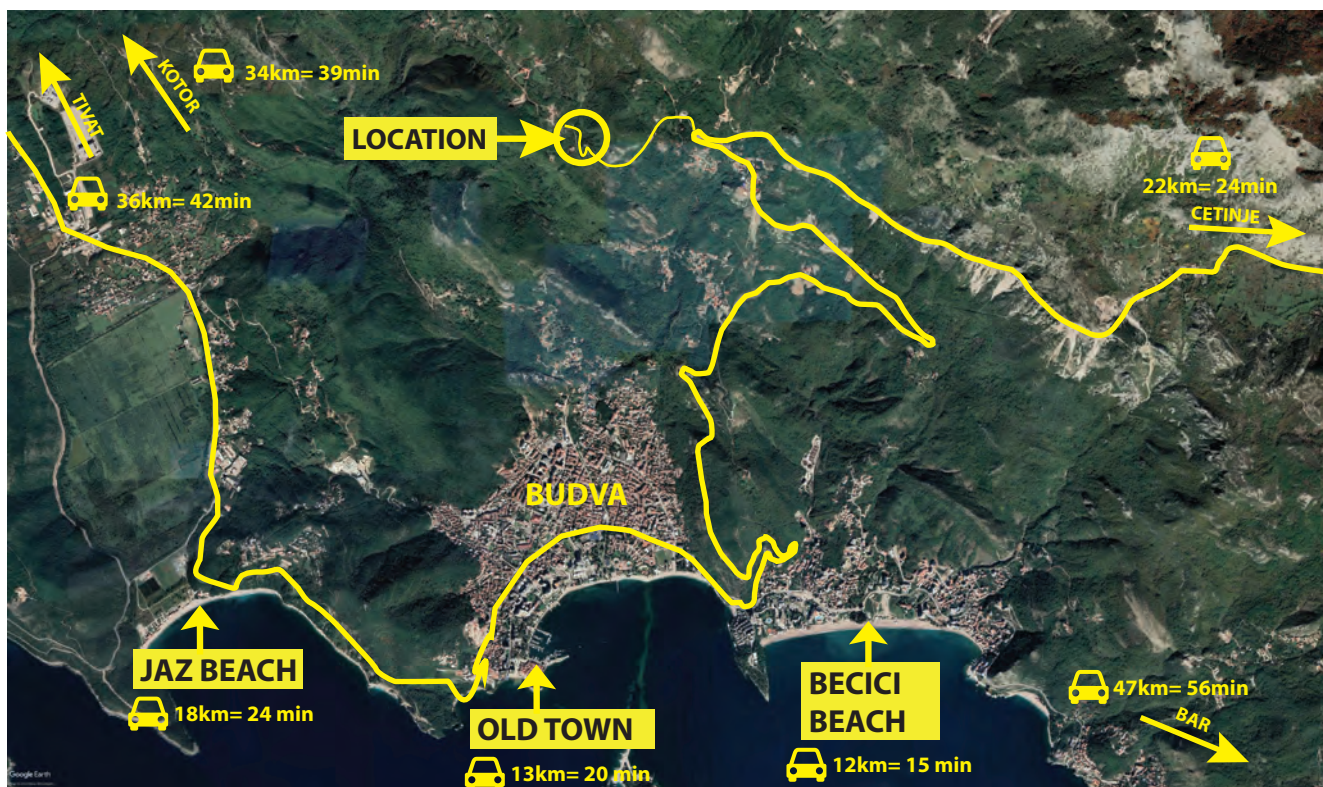 34km= 39min
KOTOR
TIVAT
LOCATION
22km= 24min
36km= 42min
CETINJE
BUDVA
JAZ BEACH
18km= 24 min
BECICI
BEACH
47km= 56min
BAR
OLD TOWN
13km= 20 min
12km= 15 min
Google Earth